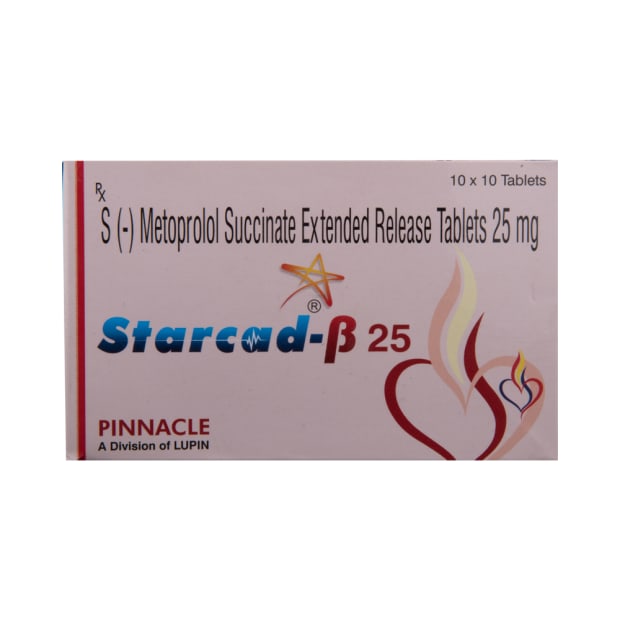 Rx
10 x 10 Tablets
S (-) Metoprolol Succinate Extended Release Tablets 25 mg
®
Starcad-β 25
PINNACLE
A Division of LUPIN